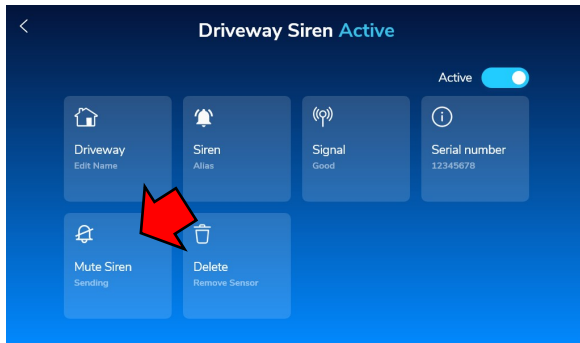 Driveway Siren Active
Active
Driveway
Edit Name
Siren
Alias
Signal
Good
Serial number
12345678
Mute Siren
Sending
Delete
Remove Sensor